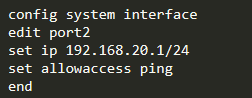 config system interface
edit port2
set ip 192.168.20.1/24
set allowaccess ping
end